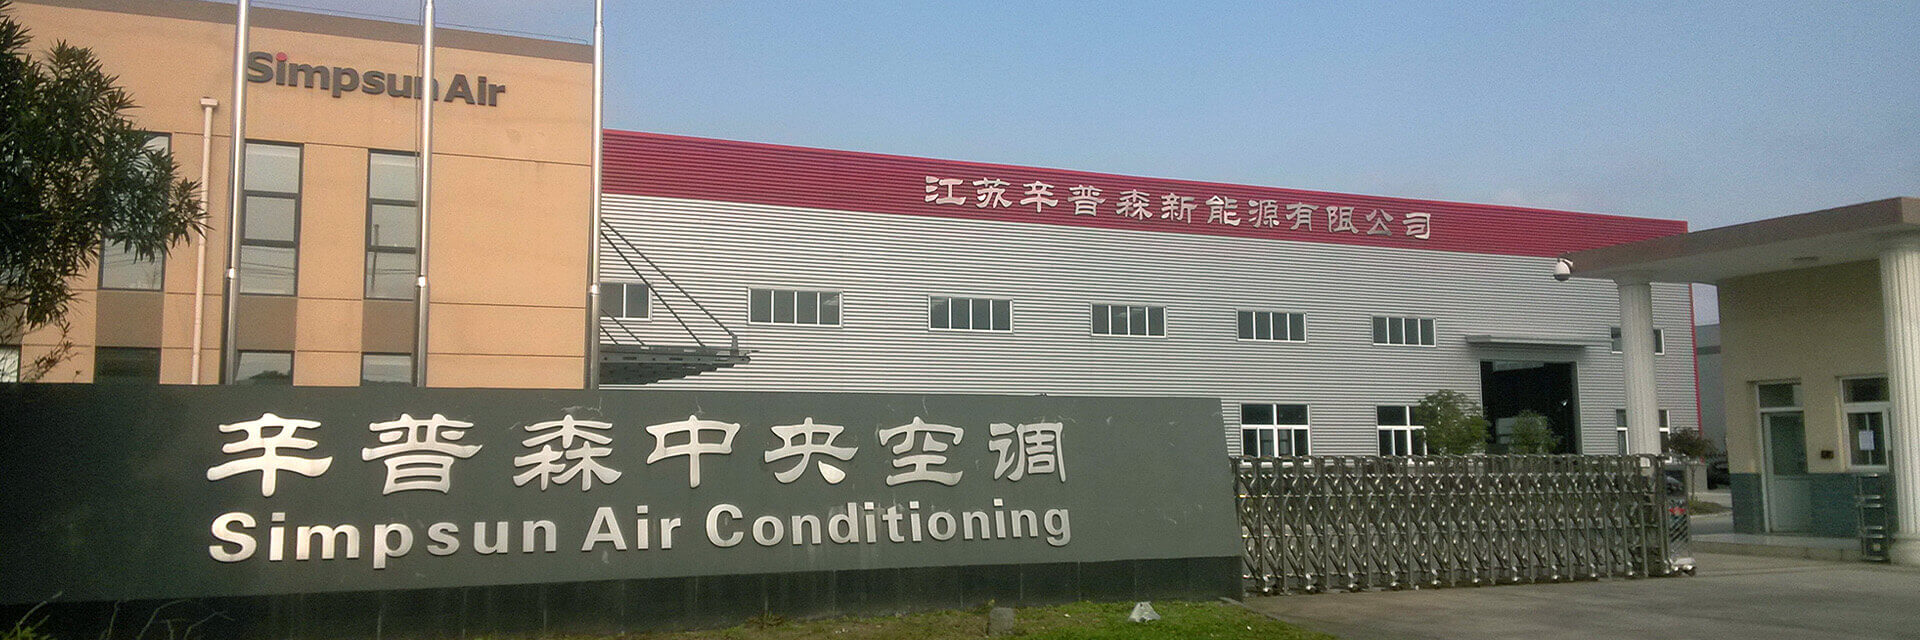 Simpsun Air
江苏辛普森新能源有限公司
辛普森中央空调
Simpsun Air Conditioning